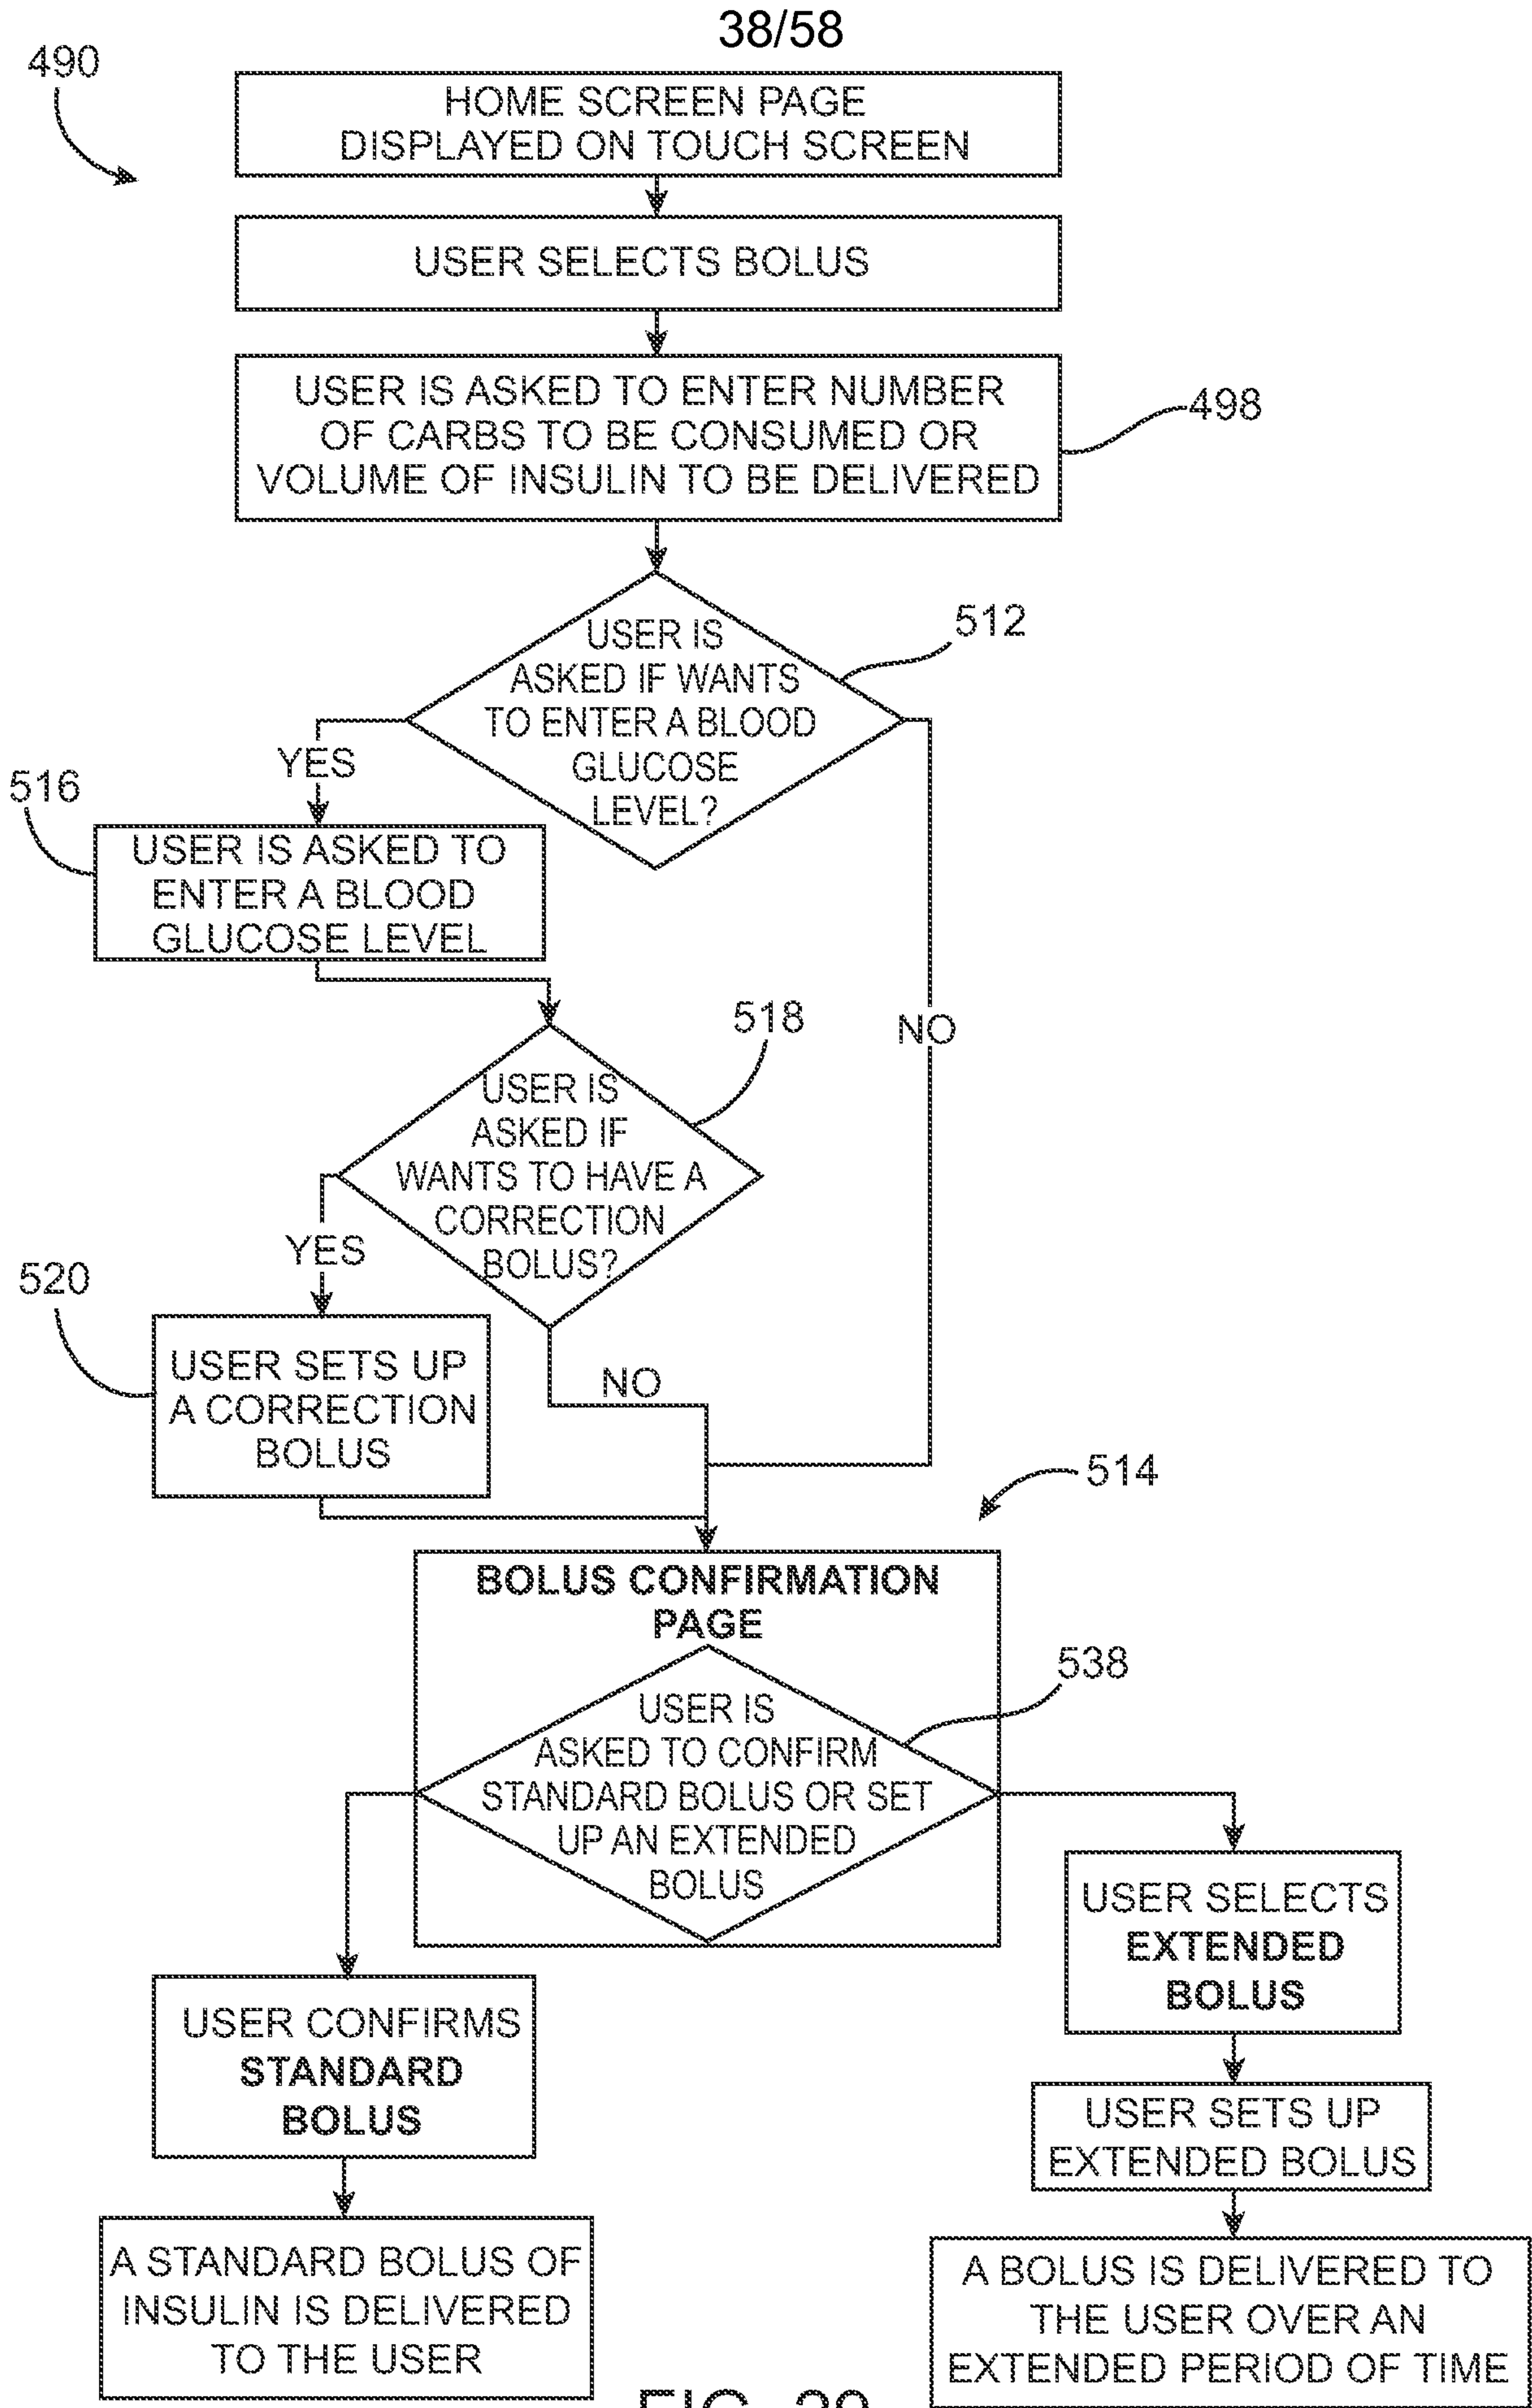 38/58
490
HOME SCREEN PAGE
DISPLAYED ON TOUCH SCREEN
USER SELECTS BOLUS
USER IS ASKED TO ENTER NUMBER
OF CARBS TO BE CONSUMED OR
VOLUME OF INSULIN TO BE DELIVERED
498
512
USER IS
ASKED IF WANTS
TO ENTER A BLOOD
GLUCOSE
LEVEL?
YES
516
USER IS ASKED TO
ENTER A BLOOD
GLUCOSE LEVEL
NO
518
USER IS
ASKED IF
WANTS TO HAVE A
CORRECTION
BOLUS?
YES
520
USER SETS UP
A CORRECTION
BOLUS
NO
514
BOLUS CONFIRMATION
PAGE
538
USER IS
ASKED TO CONFIRM
STANDARD BOLUS OR SET
UP AN EXTENDED
BOLUS
USER SELECTS
EXTENDED
BOLUS
USER CONFIRMS
STANDARD
BOLUS
USER SETS UP
EXTENDED BOLUS
A STANDARD BOLUS OF
INSULIN IS DELIVERED
TO THE USER
A BOLUS IS DELIVERED TO
THE USER OVER AN
EXTENDED PERIOD OF TIME
FIG.